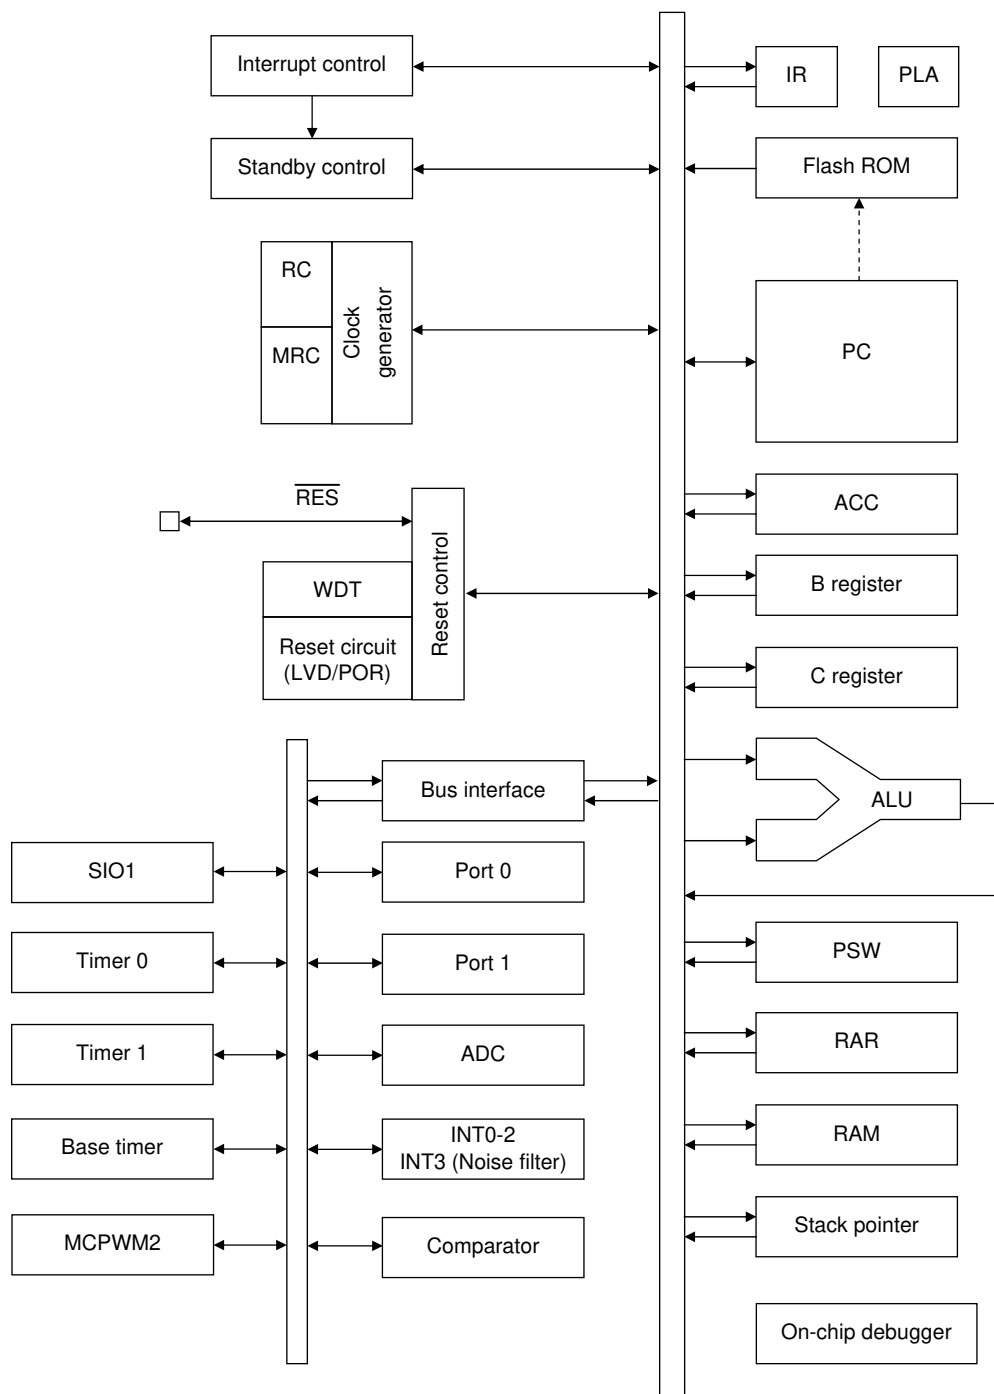 Interrupt control
IR
PLA
Standby control
Flash ROM
RC
MRC
Clock
generator
PC
RES
ACC
Reset control
WDT
B register
Reset circuit
(LVD/POR)
C register
Bus interface
ALU
SIO1
Port 0
Timer 0
Port 1
PSW
Timer 1
ADC
RAR
Base timer
INT0-2
INT3 (Noise filter)
RAM
MCPWM2
Comparator
Stack pointer
On-chip debugger